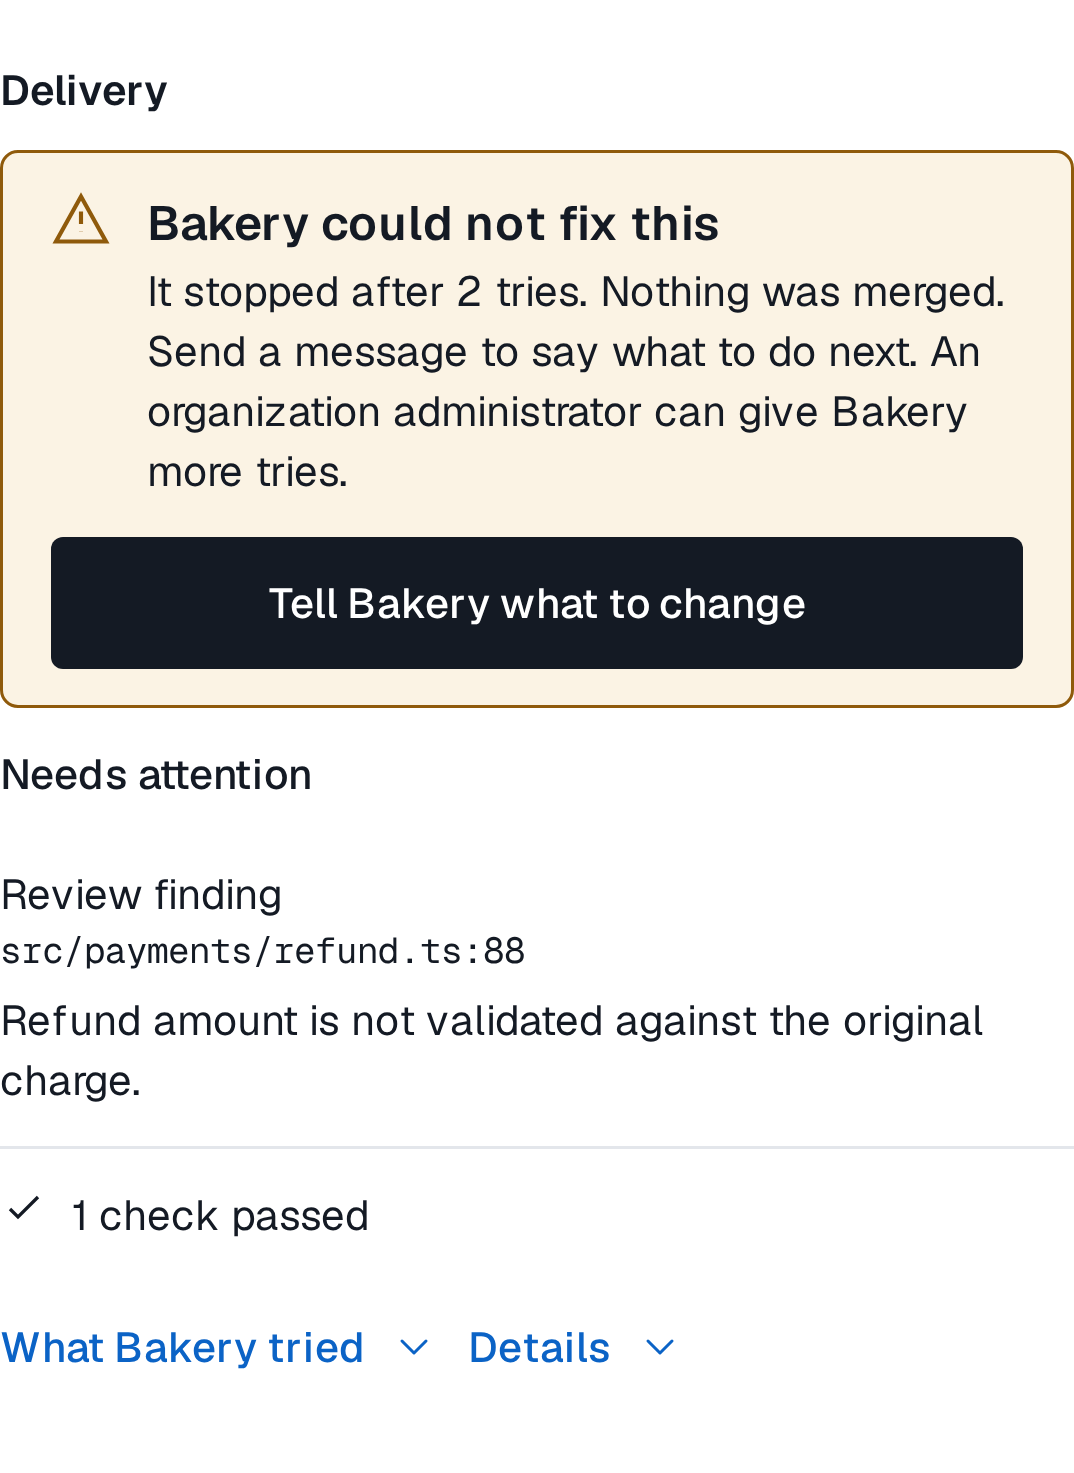 Delivery
Bakery could not fix this
It stopped after 2 tries. Nothing was merged.
Send a message to say what to do next. An
organization administrator can give Bakery
more tries.
Tell Bakery what to change
Needs attention
Review finding
src/payments/refund.ts:88
Refund amount is not validated against the original
charge.
1 check passed
What Bakery tried Details